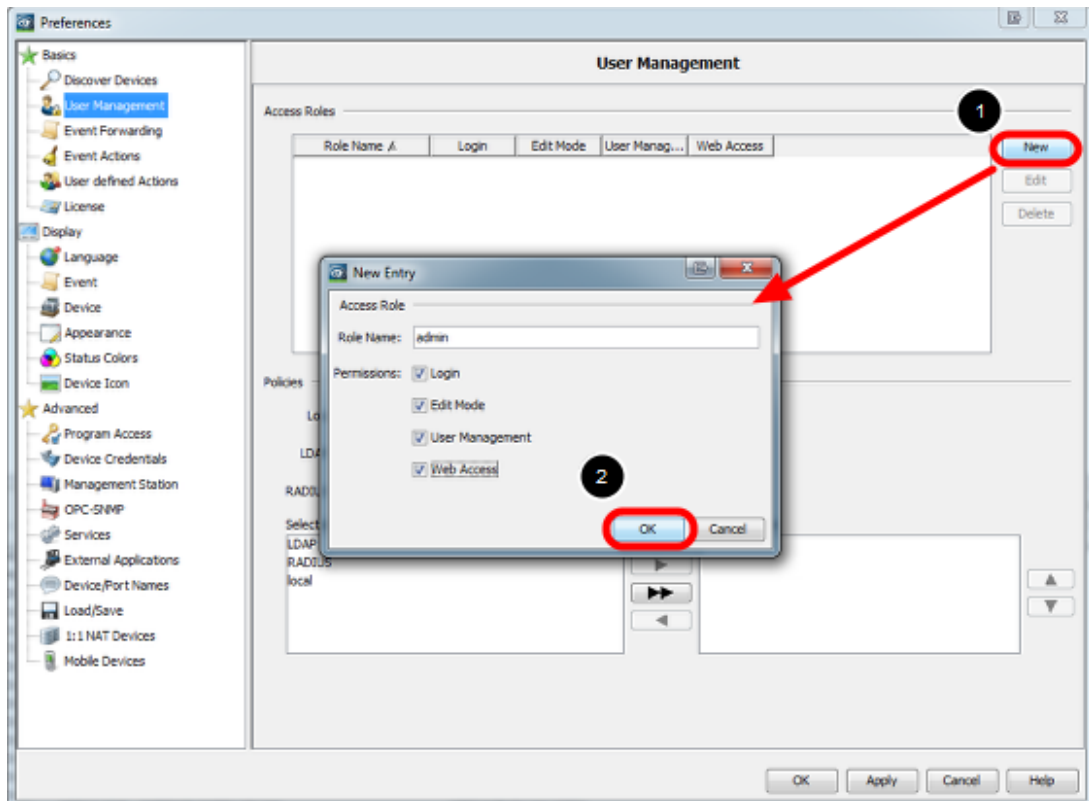 Preferences
Basics
Discover Devices
User Management
Event Forwarding
Event Actions
User defined Actions
License
Display
Language
Event
Device
Appearance
Status Colors
Device Icon
Advanced
Program Access
Device Credentials
Management Station
OPC-SNMP
Services
External Applications
Device/Port Names
Load/Save
1:1 NAT Devices
Mobile Devices
User Management
Access Roles
1
Role Name Login Edit Mode User Manag... Web Access
New
Edit
Delete
New Entry
Access Role
Role Name: admin
Permissions: Login
Edit Mode
User Management
Web Access
2
OK Cancel
Policies
Lo
LDA
RADIU
Select
LDAP
RADIUS
local
OK Apply Cancel Help